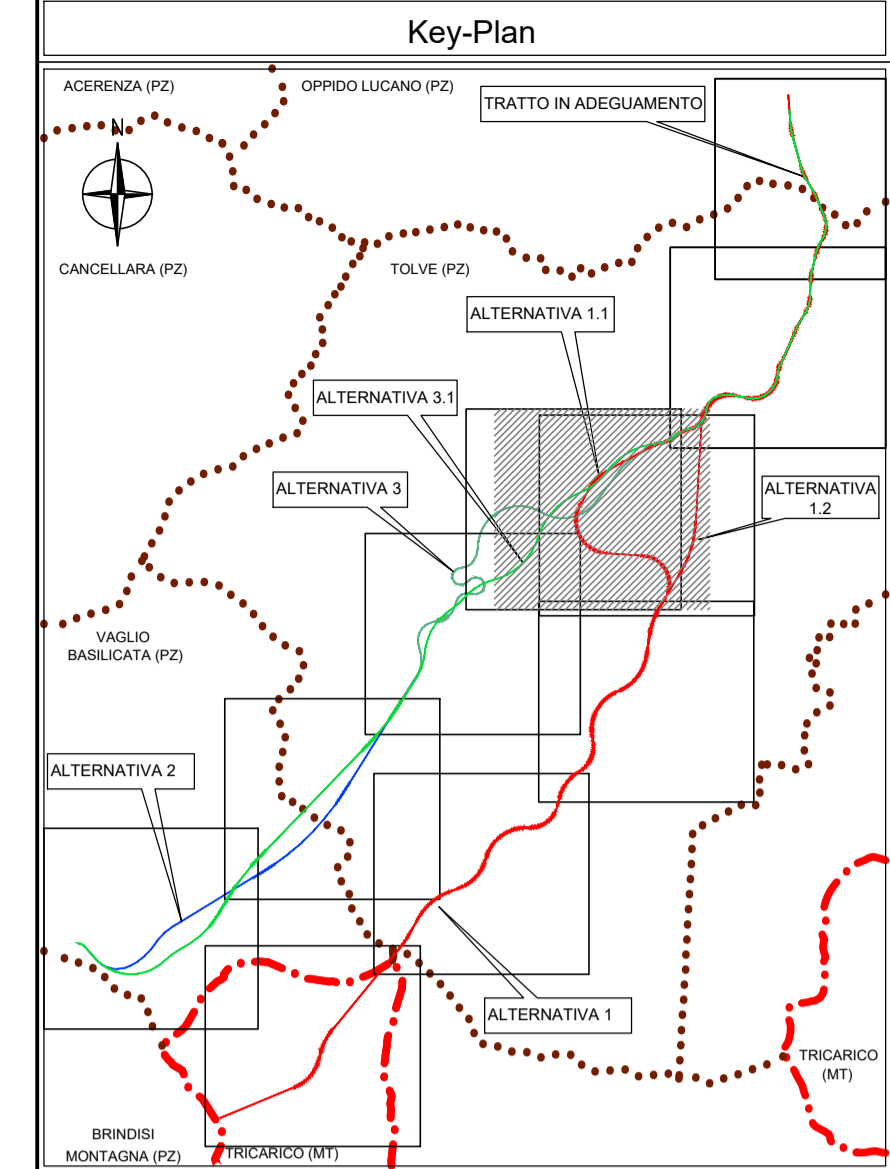 Key-Plan
ACERENZA (PZ)
OPPIDO LUCANO (PZ)
TRATTO IN ADEGUAMENTO
N
CANCELLARA (PZ)
TOLVE (PZ)
ALTERNATIVA 1.1
ALTERNATIVA 3.1
ALTERNATIVA 3
ALTERNATIVA
1.2
VAGLIO
BASILICATA (PZ)
ALTERNATIVA 2
ALTERNATIVA 1
TRICARICO
(MT)
BRINDISI
MONTAGNA (PZ)
TRICARICO (MT)